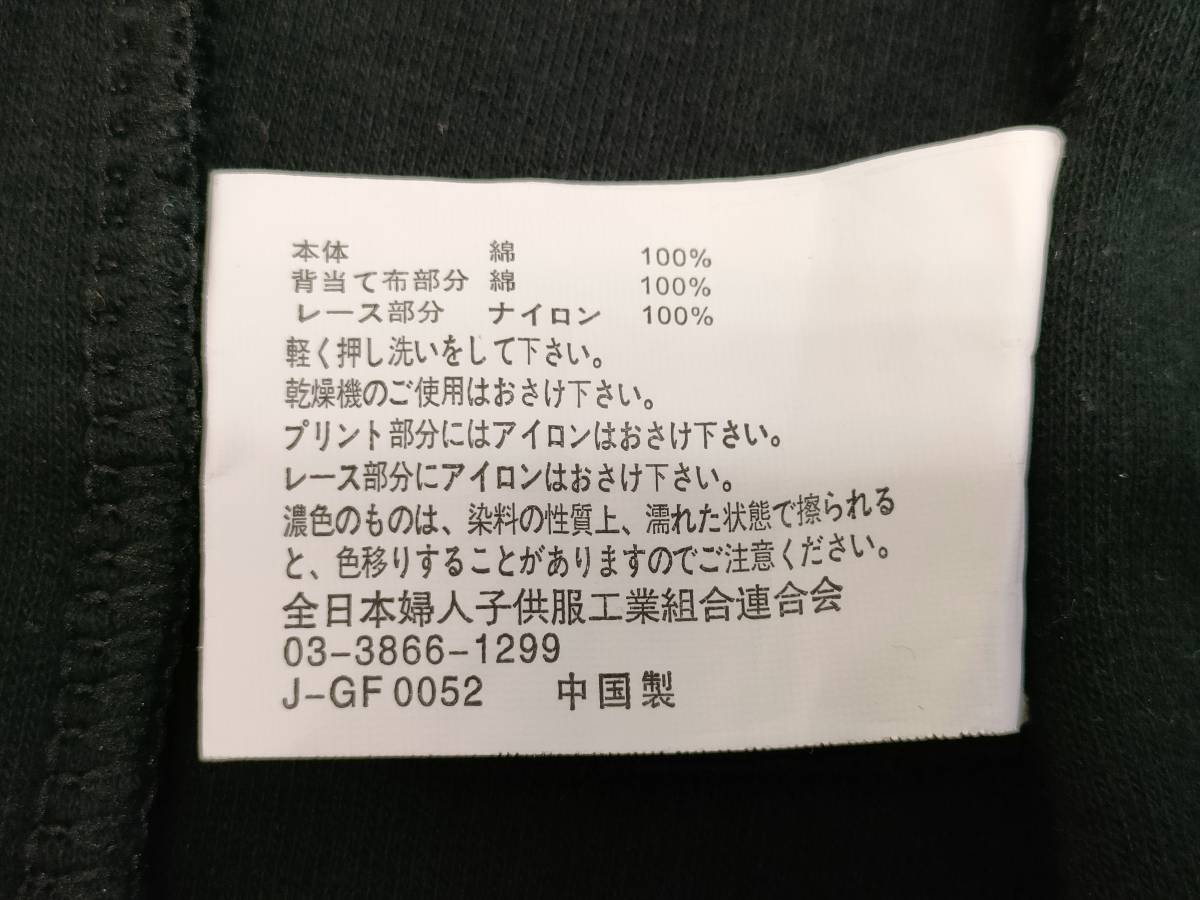 本体 綿 100%
背当て布部分 綿 100%
レース部分 ナイロン 100%
軽く押し洗いをして下さい。
乾燥機のご使用はおさけ下さい。
プリント部分にはアイロンはおさけ下さい。
レース部分にアイロンはおさけ下さい。
濃色のものは、染料の性質上、濡れた状態で擦られる
と、色移りすることがありますのでご注意ください。
全日本婦人子供服工業組合連合会
03-3866-1299
J-GF0052 中国製